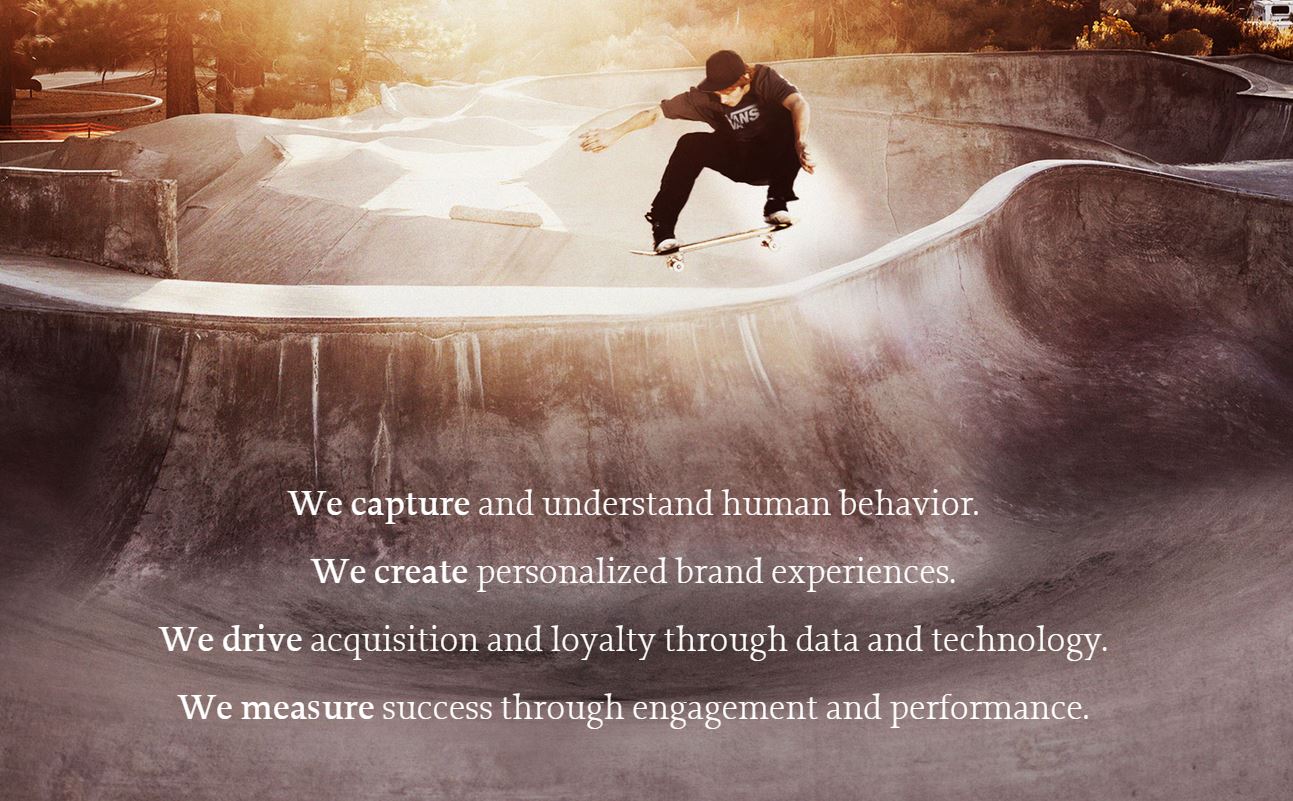 VANS
We capture and understand human behavior.
We create personalized brand experiences.
We drive acquisition and loyalty through data and technology.
We measure success through engagement and performance.